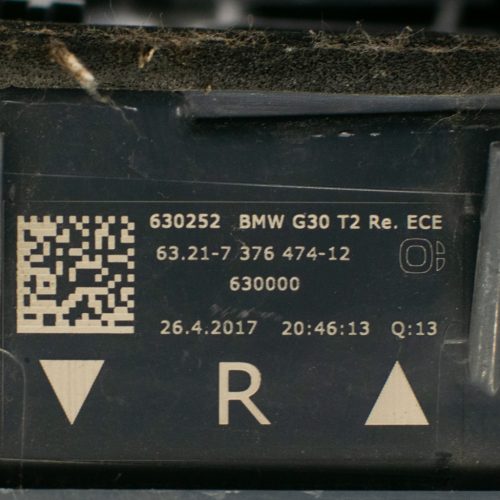 630252 BMW G30 T2 Re. ECE
63.21-7 376 474-12
630000
26.4.2017 20:46:13 Q:13
R